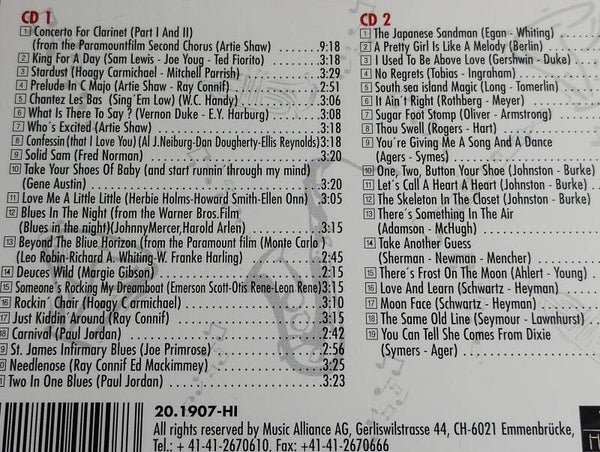 CD 1
1 Concerto For Clarinet (Part I And II)
(from the Paramountfilm Second Chorus (Artie Shaw) 9:18
2 King For A Day (Sam Lewis - Joe Youg - Ted Fiorito) 3:18
3 Stardust (Hoagy Carmichael - Mitchell Parrish) 3:29
4 Prelude In C Majo (Artie Shaw - Ray Connif) 2:51
5 Chantez Les Bas (Sing´Em Low) (W.C. Handy) 3:06
6 What Is There To Say ? (Vernon Duke - E.Y. Harburg) 3:08
7 Who´s Excited (Artie Shaw) 3:18
8 Confessin (that I Love You) (Al J.Neiburg-Dan Dougherty-Ellis Reynolds) 3:18
9 Solid Sam (Fred Norman) 3:20
10 Take Your Shoes Of Baby (and start runnin´through my mind)
(Gene Austin) 3:20
11 Love Me A Little Little (Herbie Holms-Howard Smith-Ellen Onn) 3:05
12 Blues In The Night (from the Warner Bros.Film
(Blues in the night)(JohnnyMercer,Harold Arlen) 3:15
13 Beyond The Blue Horizon (from the Paramount film (Monte Carlo )
(Leo Robin-Richard A. Whiting-W. Franke Harling) 2:45
14 Deuces Wild (Margie Gibson) 3:15
15 Someone´s Rocking My Dreamboat (Emerson Scott-Otis Rene-Leon Rene) 3:15
16 Rockin´ Chair (Hoagy C rmichael) 3:10
17 Just Kiddin´Around (Ray Connif) 3:15
18 Carnival (Paul Jordan) 2:42
9 St. James Infirmary Blues (Joe Primrose) 2:56
0 Needlenose (Ray Connif Ed Mackimmey) 3:25
1 Two In One Blues (Paul Jordan) 3:23
CD 2
1 The Japanese Sandman (Egan - Whiting)
2 A Pretty Girl Is Like A Melody (Berlin)
3 I Used To Be Above Love (Gershwin - Duke)
4 No Regrets (Tobias - Ingraham)
5 South sea island Magic (Long - Tomerlin)
6 It Ain´t Right (Rothberg - Meyer)
7 Sugar Foot Stomp (Oliver - Armstrong)
8 Thou Swell (Rogers - Hart)
9 You´re Giving Me A Song And A Dance
(Agers - Symes)
10 One, Two, Button Your Shoe (Johnston - Burke)
11 Let´s Call A Heart A Heart (Johnston - Burke)
12 The Skeleton In The Closet (Johnston - Burke)
13 There´s Something In The Air
(Adamson - McHugh)
14 Take Another Guess
(Sherman - Newman - Mencher)
15 There´s Frost On The Moon (Ahlert - Young)
16 Love And Learn (Schwartz - Heyman)
17 Moon Face (Schwartz - Heyman)
18 The Same Old Line (Seymour - Lawnhurst)
19 You Can Tell She Comes From Dixie
(Symers - Ager)
20.1907-HI
All rights reserved by Music Alliance AG, Gerliswilstrasse 44, CH-6021 Emmenbrücke,
Tel.: + 41-41-2670610, Fax: +41-41-2670666
H